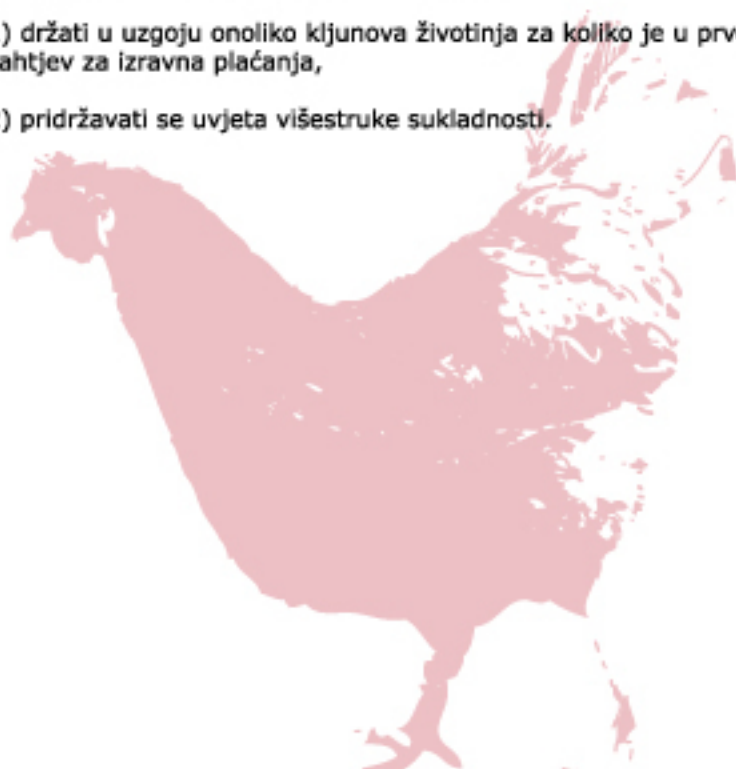 ) držati u uzgoju onoliko kljunova životinja za koliko je u prv
ahtjev za izravna plaćanja,
) pridržavati se uvjeta višestruke sukladnosti.